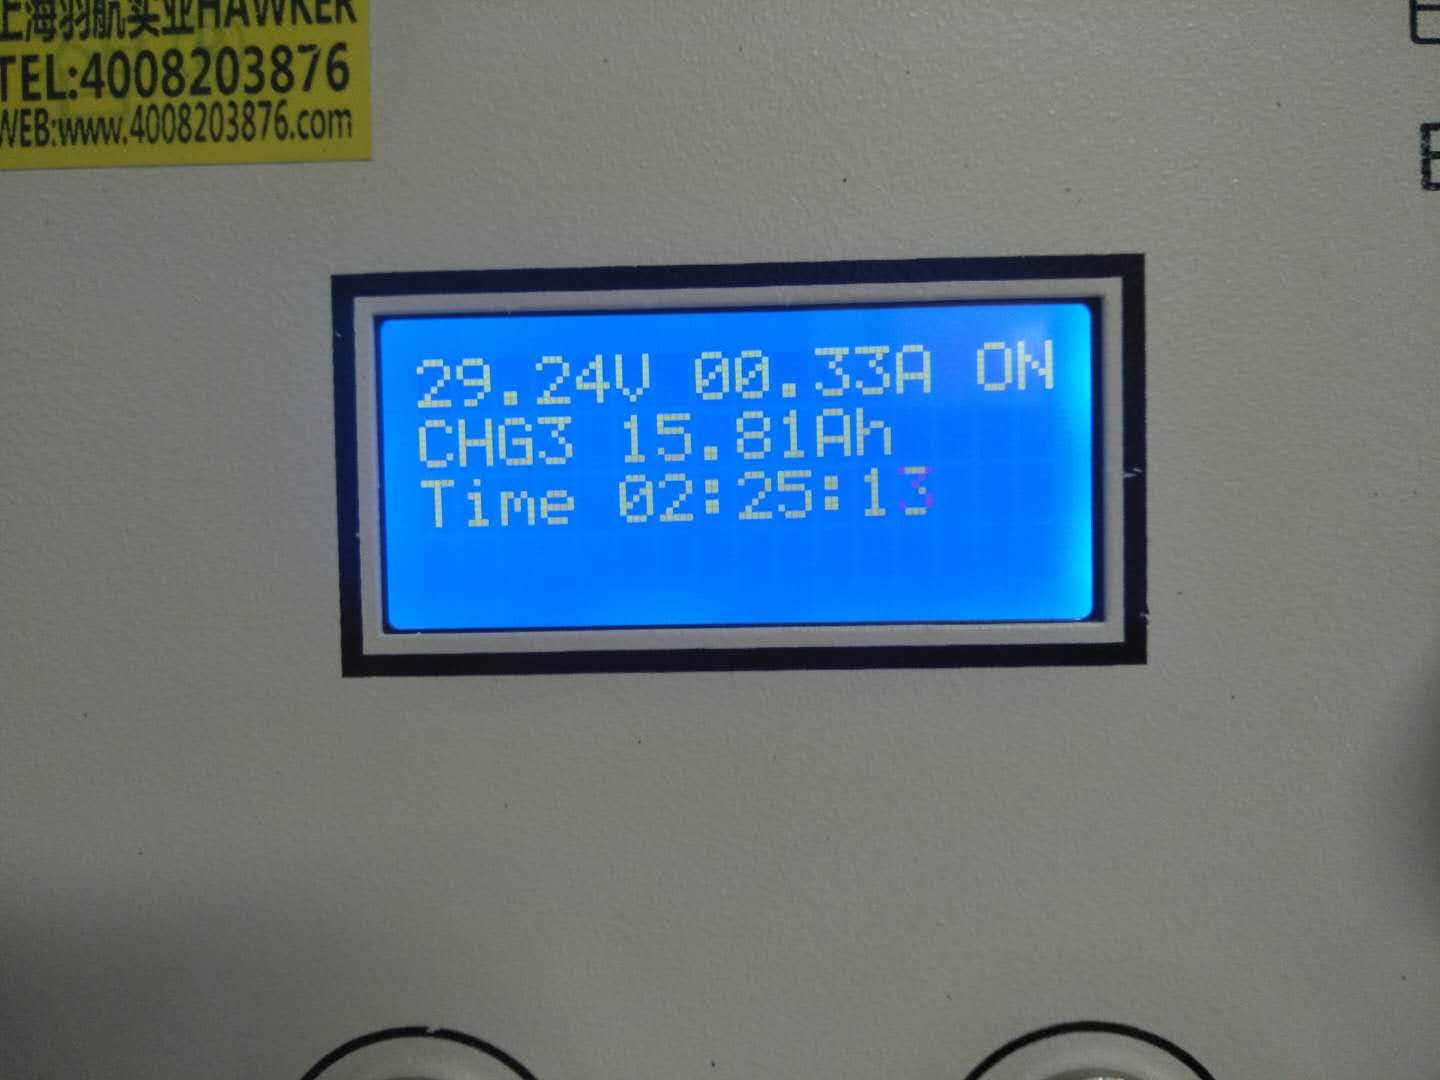 上海羽航实业HAWKER
TEL:4008203876
WEB:www.4008203876.com
29.24V 00.33A ON
CHG3 15.81Ah
Time 02:25:13